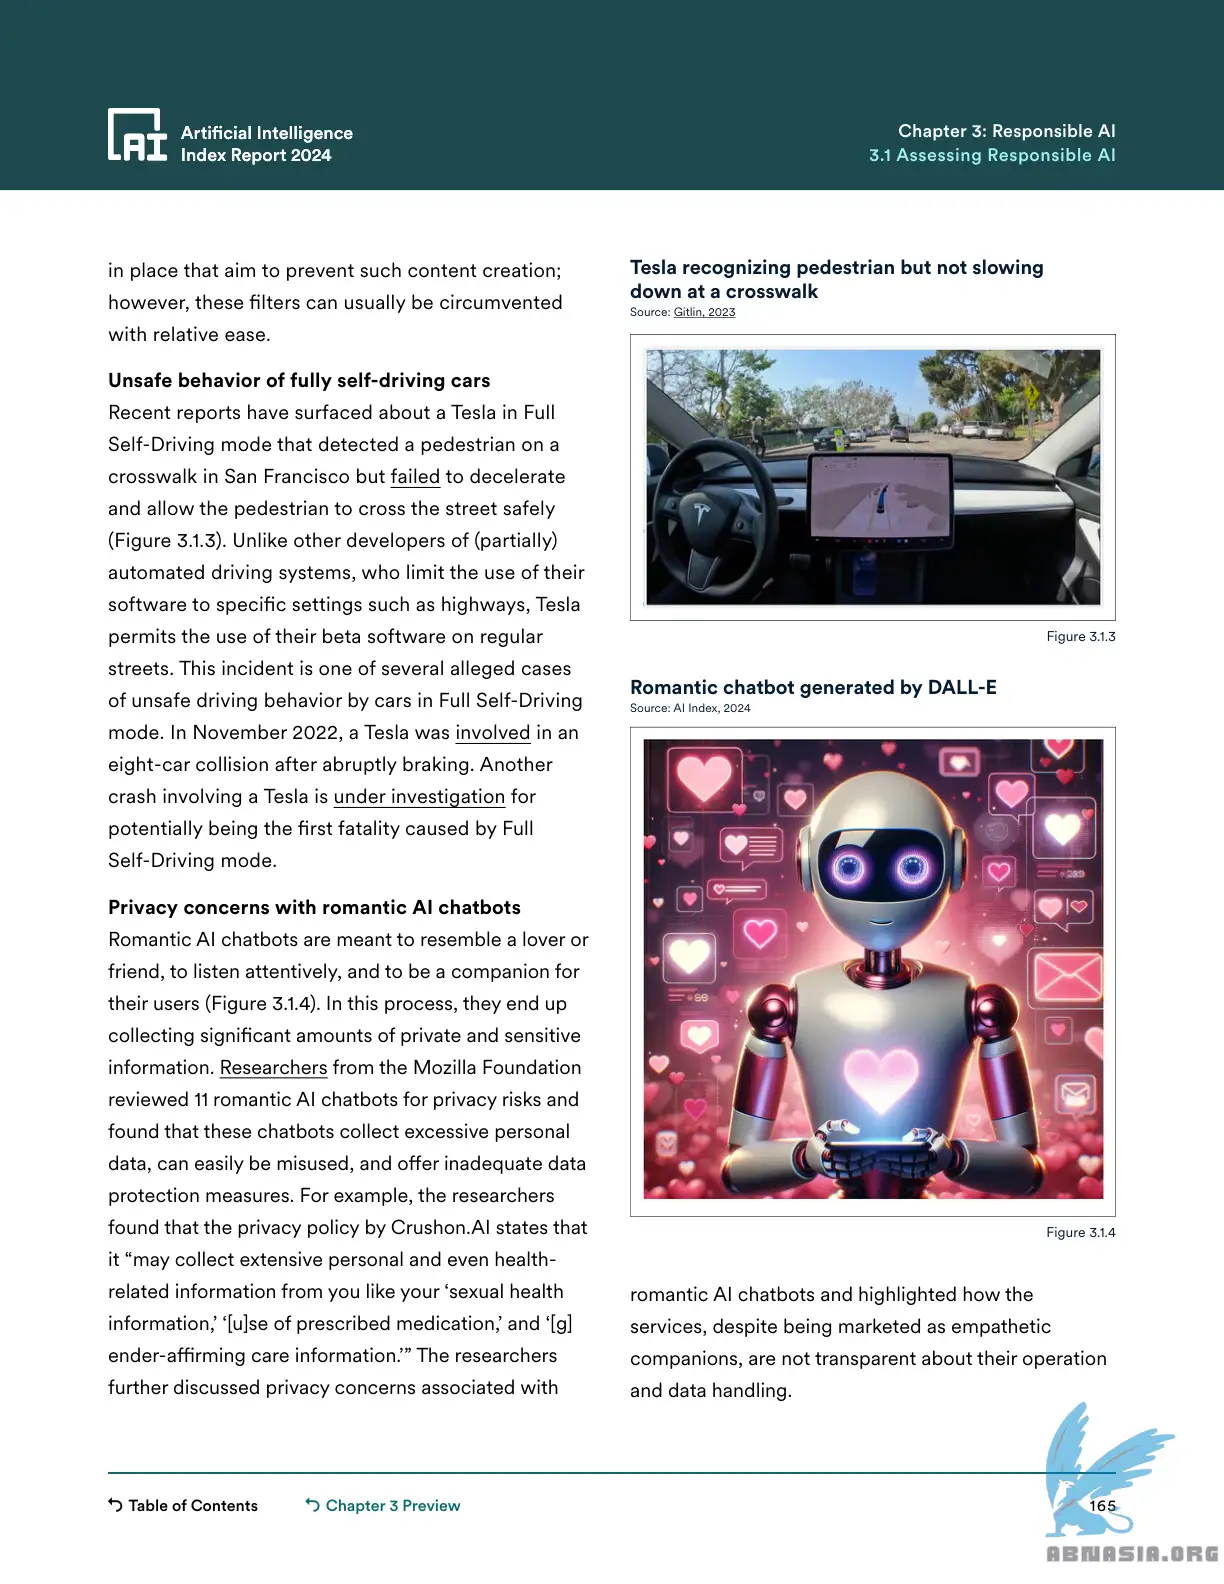 Artificial Intelligence
Index Report 2024
Chapter 3: Responsible AI
3.1 Assessing Responsible AI
in place that aim to prevent such content creation;
however, these filters can usually be circumvented
with relative ease.
Unsafe behavior of fully self-driving cars
Recent reports have surfaced about a Tesla in Full
Self-Driving mode that detected a pedestrian on a
crosswalk in San Francisco but failed to decelerate
and allow the pedestrian to cross the street safely
(Figure 3.1.3). Unlike other developers of (partially)
automated driving systems, who limit the use of their
software to specific settings such as highways, Tesla
permits the use of their beta software on regular
streets. This incident is one of several alleged cases
of unsafe driving behavior by cars in Full Self-Driving
mode. In November 2022, a Tesla was involved in an
eight-car collision after abruptly braking. Another
crash involving a Tesla is under investigation for
potentially being the first fatality caused by Full
Self-Driving mode.
Privacy concerns with romantic AI chatbots
Romantic AI chatbots are meant to resemble a lover or
friend, to listen attentively, and to be a companion for
their users (Figure 3.1.4). In this process, they end up
collecting significant amounts of private and sensitive
information. Researchers from the Mozilla Foundation
reviewed 11 romantic AI chatbots for privacy risks and
found that these chatbots collect excessive personal
data, can easily be misused, and offer inadequate data
protection measures. For example, the researchers
found that the privacy policy by Crushon.AI states that
it “may collect extensive personal and even health-
related information from you like your ‘sexual health
information,’ ‘[u]se of prescribed medication,’ and ‘[g]
ender-affirming care information.’” The researchers
further discussed privacy concerns associated with
Tesla recognizing pedestrian but not slowing
down at a crosswalk
Source: Gitlin, 2023
Figure 3.1.3
Romantic chatbot generated by DALL-E
Source: AI Index, 2024
Figure 3.1.4
romantic AI chatbots and highlighted how the
services, despite being marketed as empathetic
companions, are not transparent about their operation
and data handling.
Table of Contents
Chapter 3 Preview
165
ABNASIA.ORG